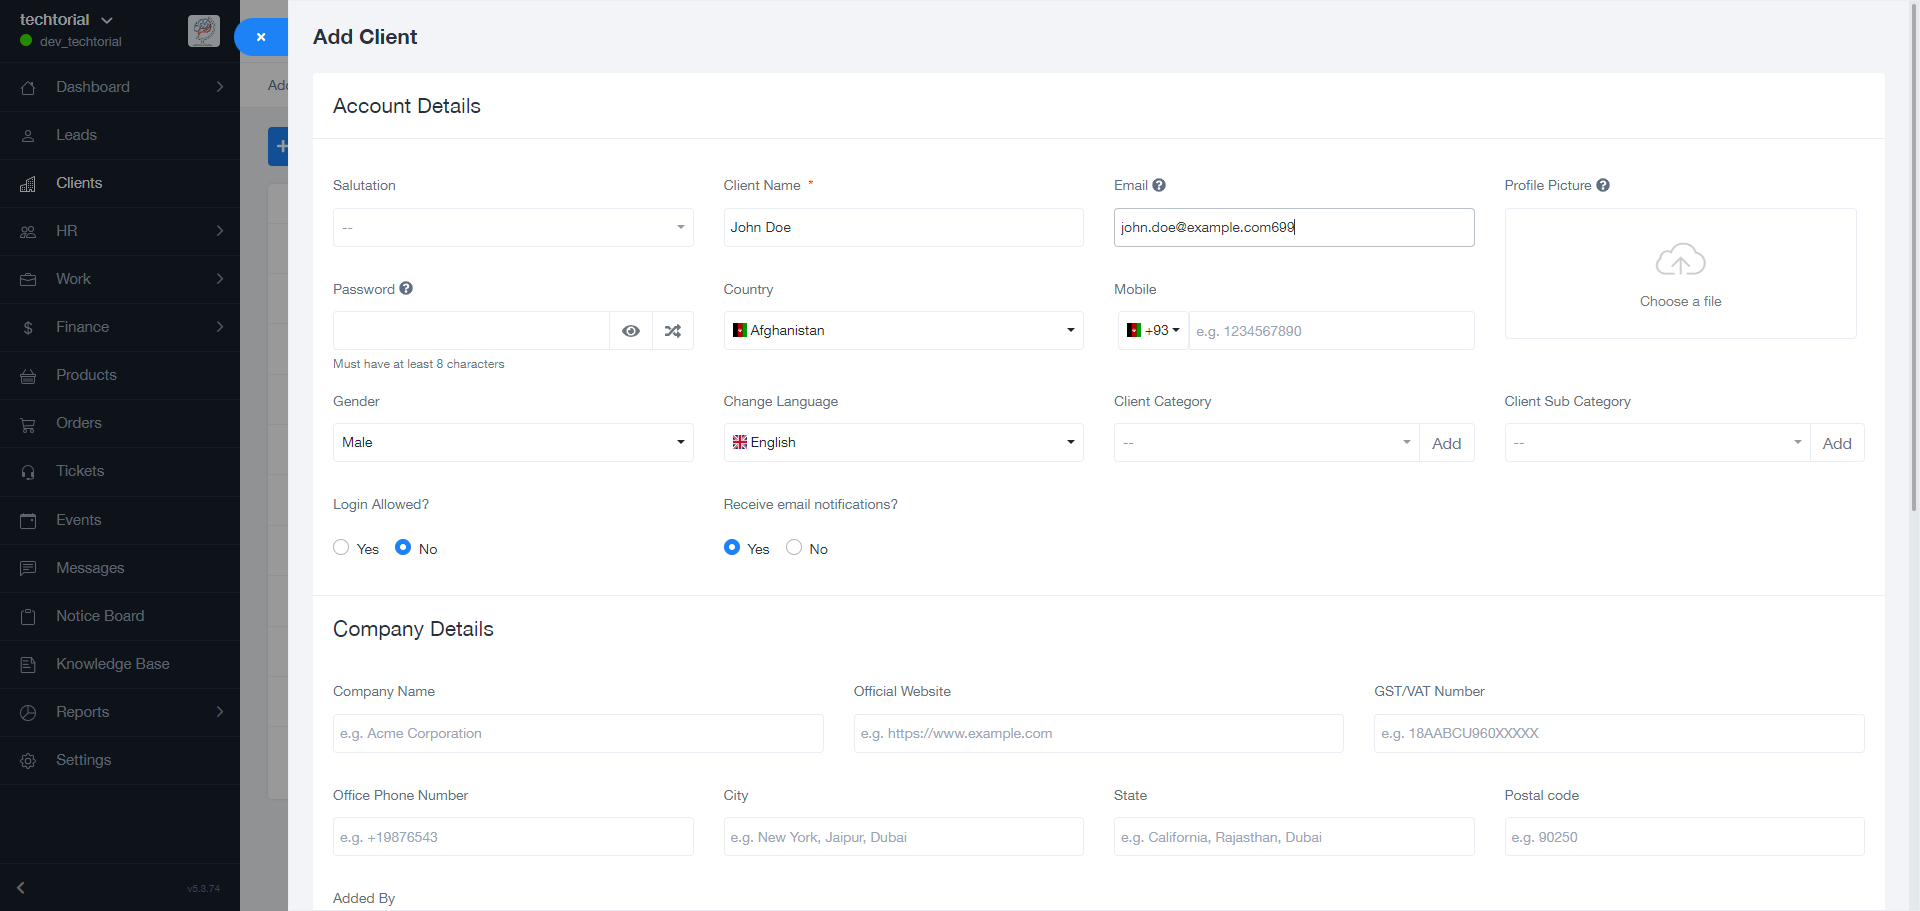 techtorial
dev_techtorial
Dashboard
Leads
Clients
HR
Work
Finance
Products
Orders
Tickets
Events
Messages
Notice Board
Knowledge Base
Reports
Settings
v5.3.74
Add Client
Account Details
Salutation
--
Client Name *
John Doe
Email
john.doe@example.com699
Profile Picture
Choose a file
Password
Must have at least 8 characters
Country
Afghanistan
Mobile
+93
e.g. 1234567890
Gender
Male
Change Language
English
Client Category
--
Add
Client Sub Category
--
Add
Login Allowed?
Yes No
Receive email notifications?
Yes No
Company Details
Company Name
e.g. Acme Corporation
Official Website
e.g. https://www.example.com
GST/VAT Number
e.g. 18AABCU960XXXXX
Office Phone Number
e.g. +19876543
City
e.g. New York, Jaipur, Dubai
State
e.g. California, Rajasthan, Dubai
Postal code
e.g. 90250
Added By